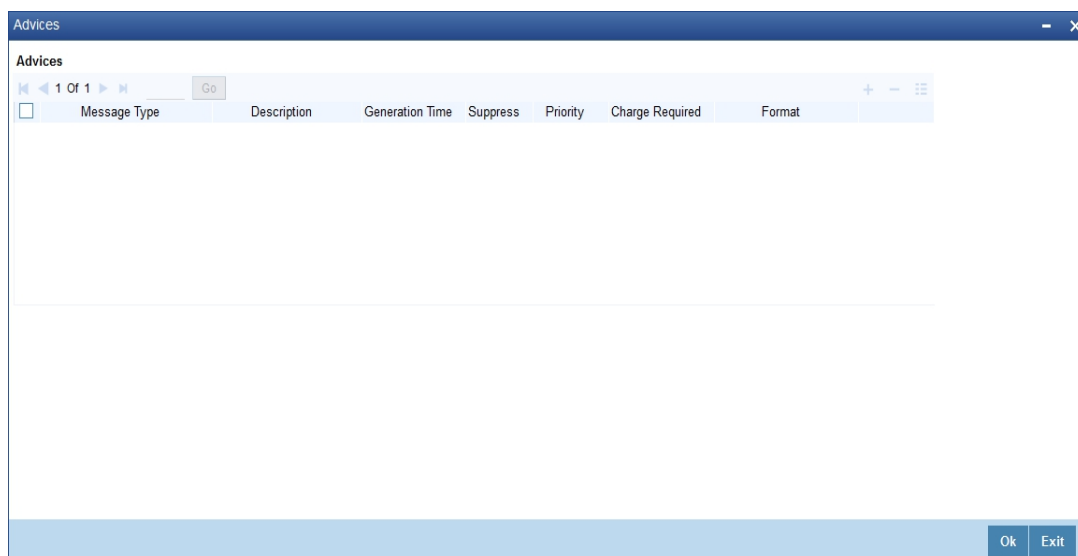 Advices
Advices
1 Of 1 Go
Message Type Description Generation Time Suppress Priority Charge Required Format
Ok Exit